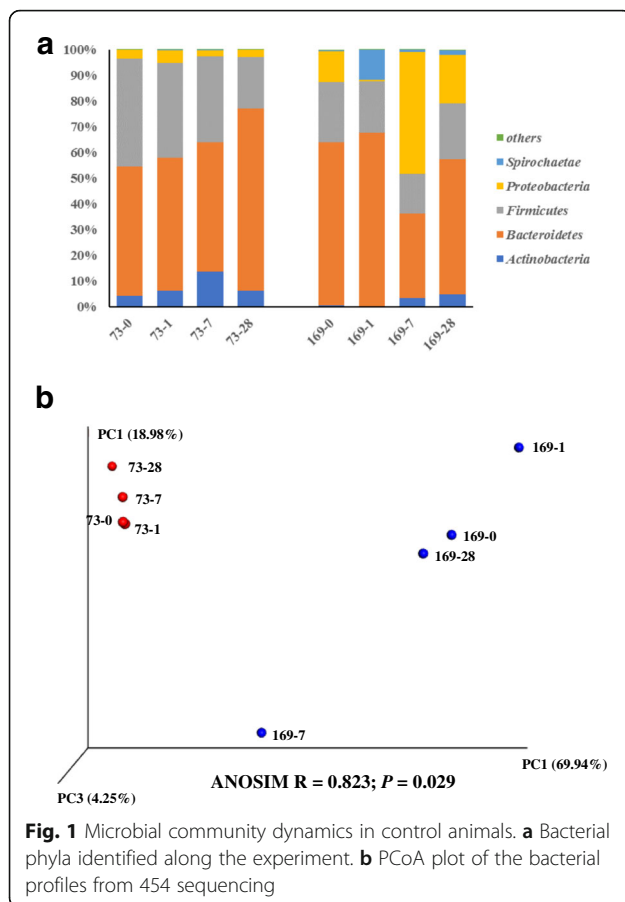 a
100%
90%
80%
70%
60%
50%
40%
30%
20%
10%
0%
73-0
73-1
73-7
73-28
169-0
169-1
169-7
169-28
others
Spirochaetae
Proteobacteria
Firmicutes
Bacteroidetes
Actinobacteria
b
PC1 (18.98%)
73-28
73-7
73-0
73-1
169-1
169-0
169-28
169-7
PC1 (69.94%)
ANOSIM R = 0.823; P = 0.029
PC3 (4.25%)
Fig. 1 Microbial community dynamics in control animals. a Bacterial
phyla identified along the experiment. b PCoA plot of the bacterial
profiles from 454 sequencing